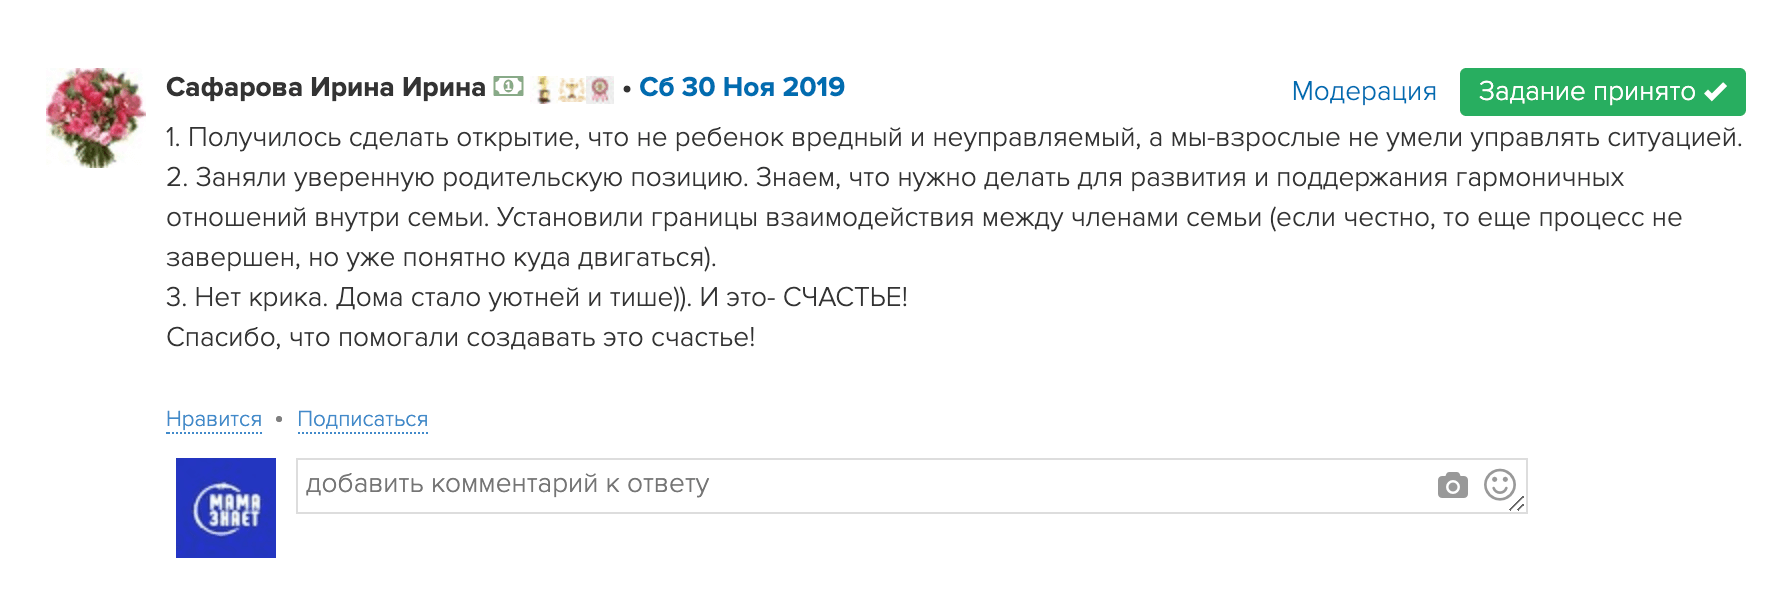 Сафарова Ирина Ирина • Сб 30 Ноя 2019
Модерация
Задание принято
1. Получилось сделать открытие, что не ребенок вредный и неуправляемый, а мы-взрослые не умели управлять ситуацией.
2. Заняли уверенную родительскую позицию. Знаем, что нужно делать для развития и поддержания гармоничных
отношений внутри семьи. Установили границы взаимодействия между членами семьи (если честно, то еще процесс не
завершен, но уже понятно куда двигаться).
3. Нет крика. Дома стало уютней и тише)). И это- СЧАСТЬЕ!
Спасибо, что помогали создавать это счастье!
Нравится • Подписаться
МАМА
ЗНАЕТ
добавить комментарий к ответу